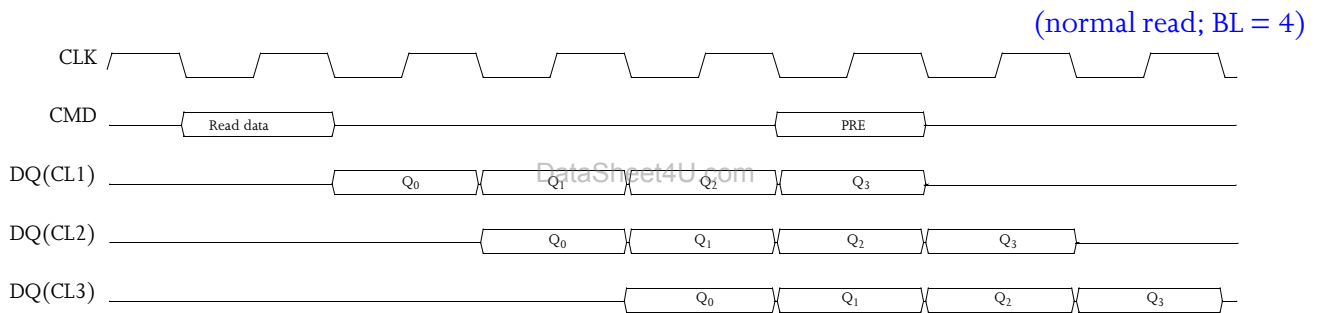 (normal read; BL = 4)
CLK
CMD Read data PRE
DQ(CL1) Q0 Q1 Q2 Q3
DataSheet4U.com
DQ(CL2) Q0 Q1 Q2 Q3
DQ(CL3) Q0 Q1 Q2 Q3